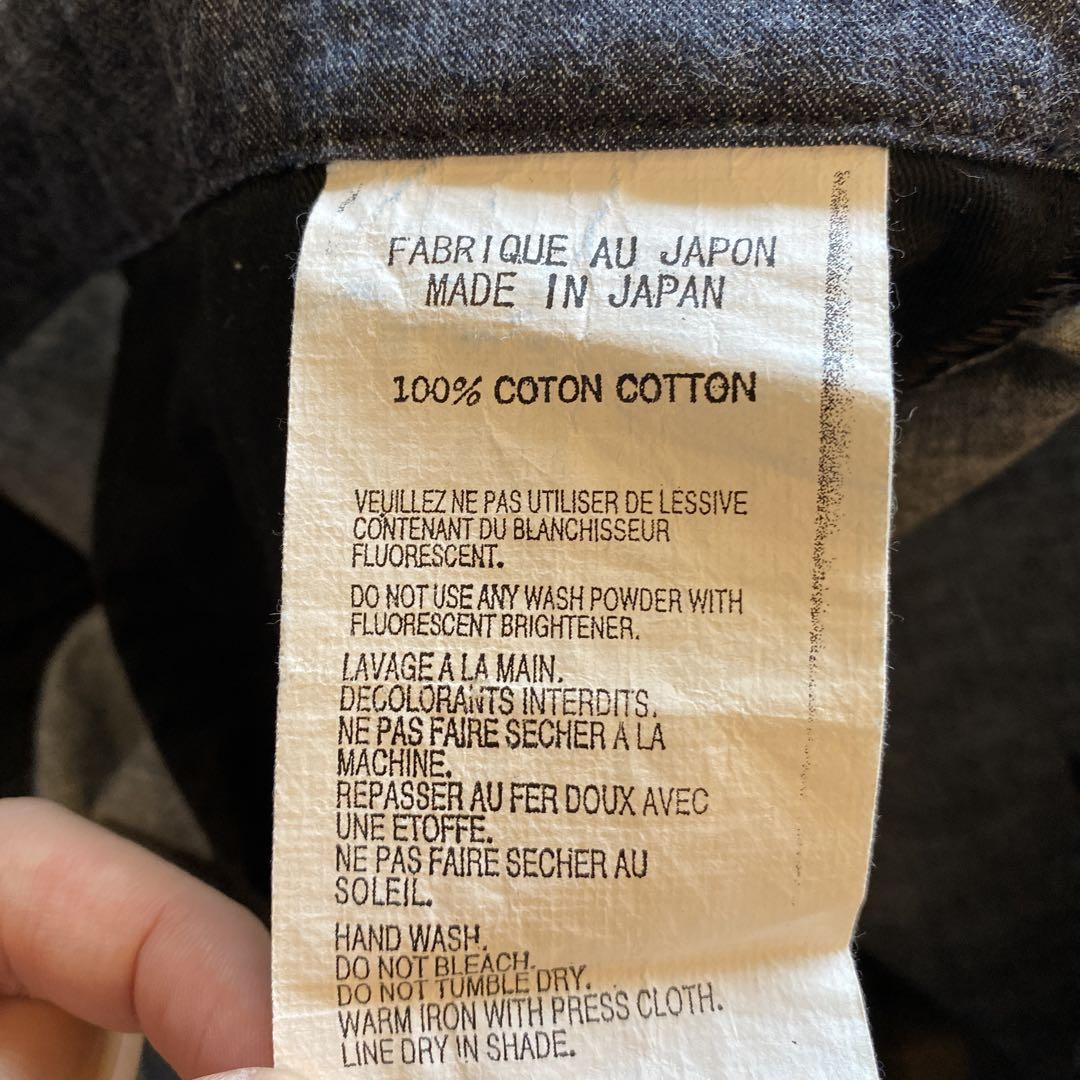 FABRIQUE AU JAPON
MADE IN JAPAN
100% COTON COTTON
VEUILLEZ NE PAS UTILISER DE LESSIVE
CONTENANT DU BLANCHISSEUR
FLUORESCENT.
DO NOT USE ANY WASH POWDER WITH
FLUORESCENT BRIGHTENER.
LAVAGE A LA MAIN.
DECOLORANTS INTERDITS.
NE PAS FAIRE SECHER A LA
MACHINE.
REPASSER AU FER DOUX AVEC
UNE ETOFFE.
NE PAS FAIRE SECHER AU
SOLEIL.
HAND WASH.
DO NOT BLEACH.
DO NOT TUMBLE DRY.
WARM IRON WITH PRESS CLOTH.
LINE DRY IN SHADE.